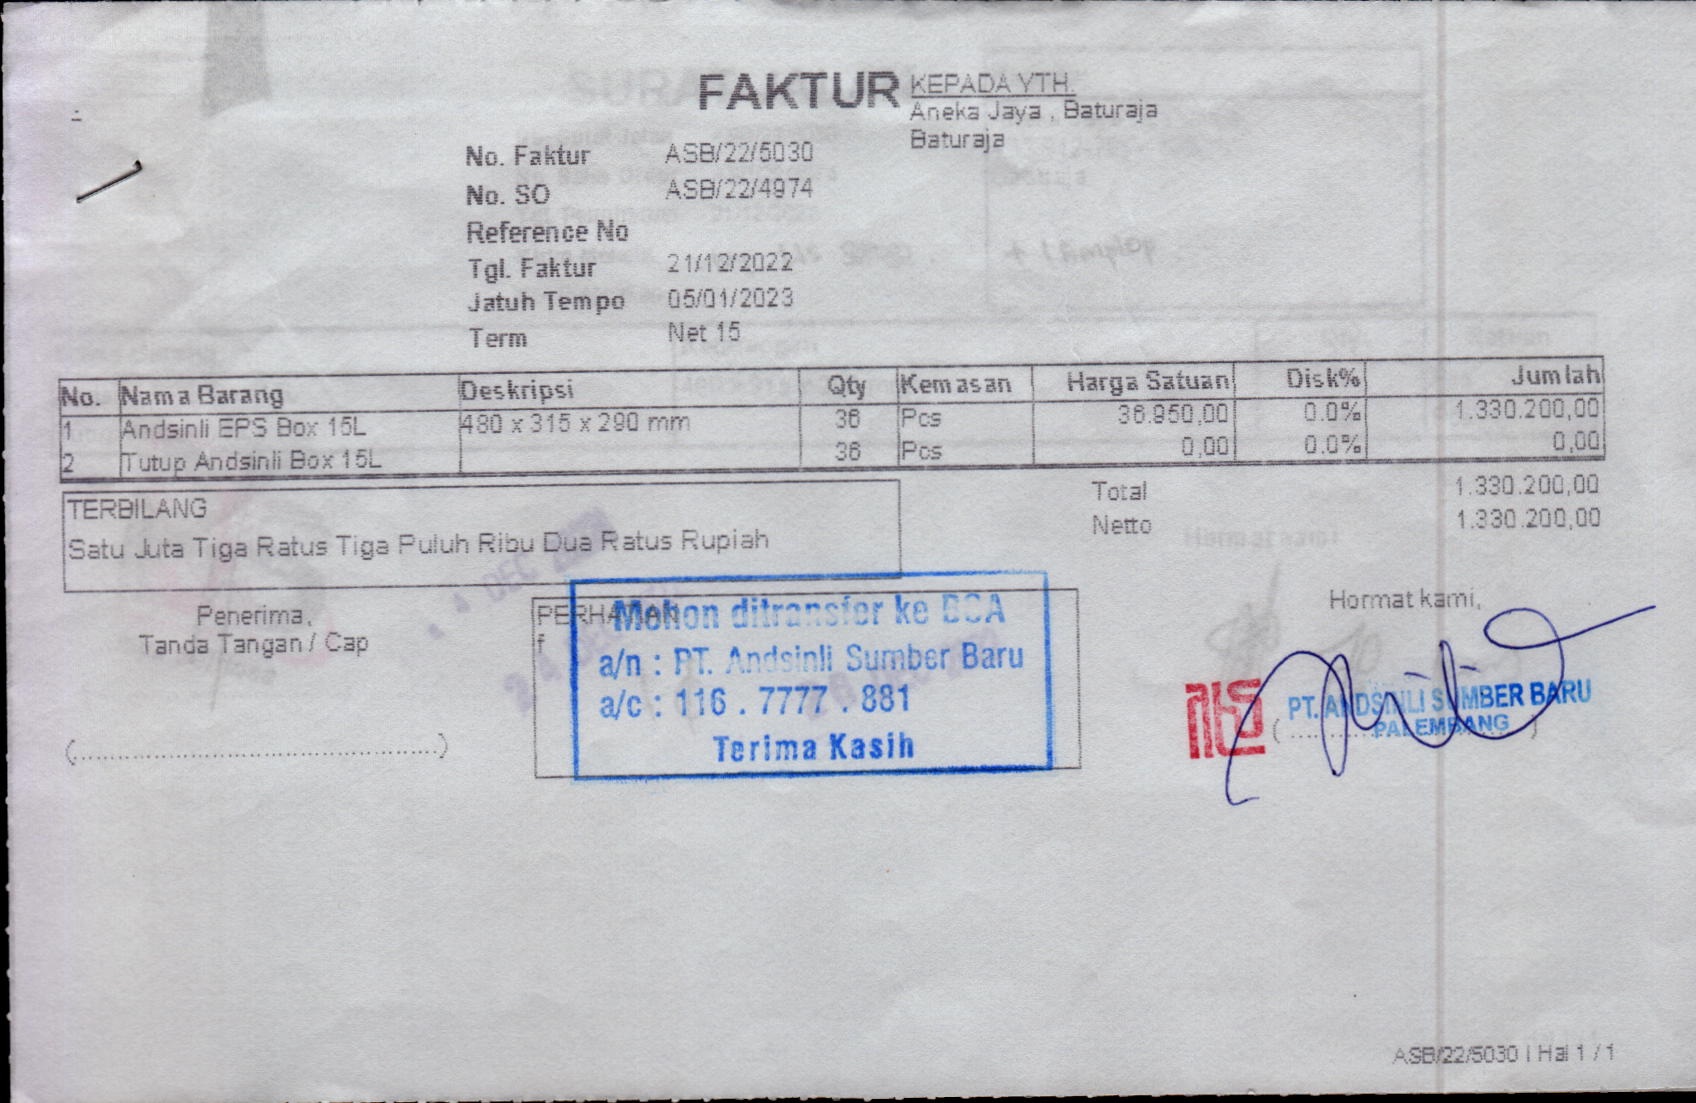 FAKTUR
KEPADA YTH.
Aneka Jaya , Baturaja
Baturaja
No. Faktur ASB/22/5030
No. SO ASB/22/4974
Reference No
Tgl. Faktur 21/12/2022
Jatuh Tempo 05/01/2023
Term Net 15
No. Nama Barang Deskripsi Qty Kemasan Harga Satuan Disk% Jumlah
1 Andsinli EPS Box 15L 480 x 315 x 290 mm 36 Pcs 36.950,00 0.0% 1.330.200,00
2 Tutup Andsinli Box 15L 36 Pcs 0,00 0.0% 0,00
TERBILANG
Satu Juta Tiga Ratus Tiga Puluh Ribu Dua Ratus Rupiah
Total 1.330.200,00
Netto 1.330.200,00
Penerima,
Tanda Tangan / Cap
(..........................................)
PERHATIAN
f
Mohon ditransfer ke BCA
a/n : PT. Andsinli Sumber Baru
a/c : 116 . 7777 . 881
Terima Kasih
Hormat kami,
PT. ANDSINLI SUMBER BARU
PALEMBANG
ASB/22/5030 | Hal 1 / 1